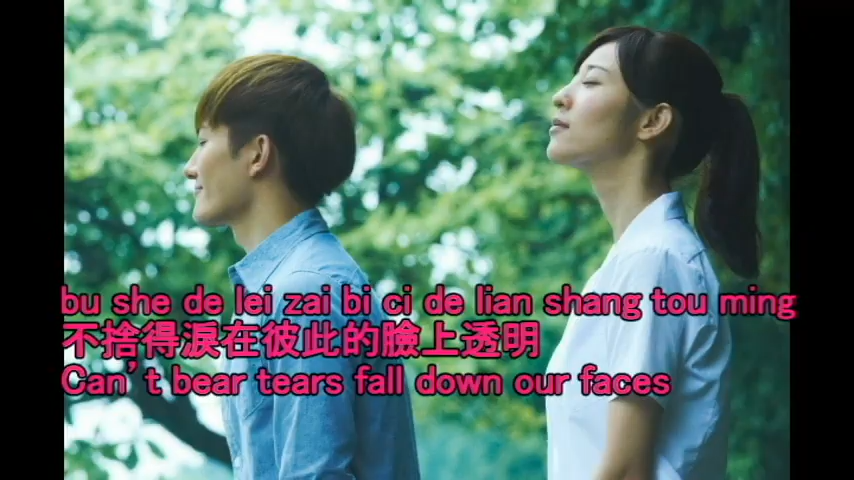 bu she de lei zai bi ci de lian shang tou ming
不捨得淚在彼此的臉上透明
Can't bear tears fall down our faces